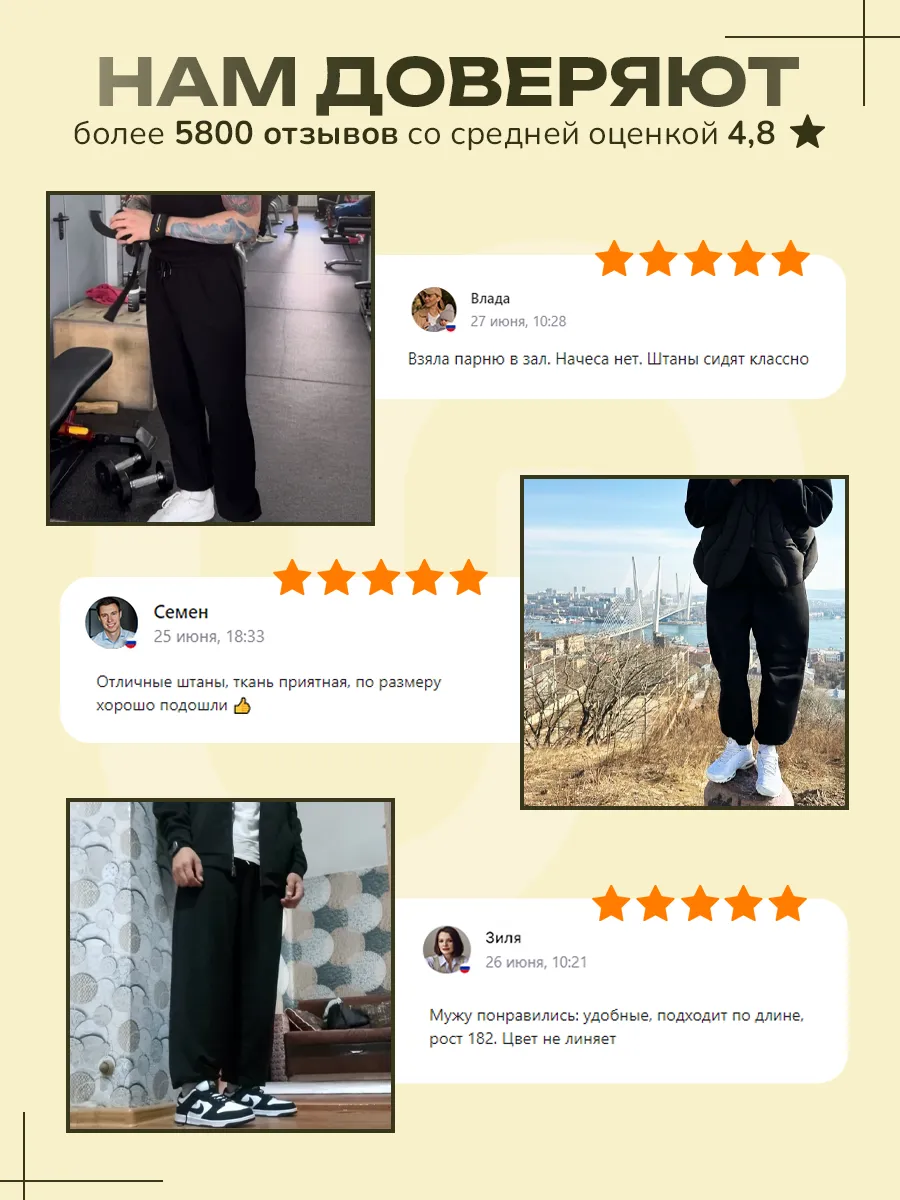 НАМ ДОВЕРЯЮТ
более 5800 отзывов со средней оценкой 4,8
Влада
27 июня, 10:28
Взяла парню в зал. Начеса нет. Штаны сидят классно
Семен
25 июня, 18:33
Отличные штаны, ткань приятная, по размеру
хорошо подошли 👍
Зиля
26 июня, 10:21
Мужу понравились: удобные, подходит по длине,
рост 182. Цвет не линяет